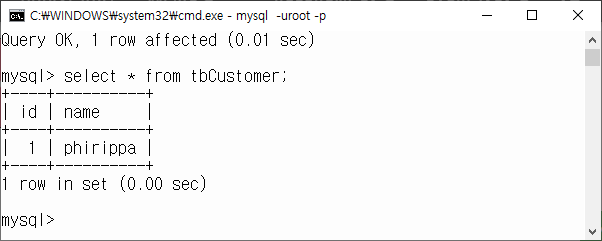 C:₩WINDOWS₩system32₩cmd.exe - mysql  -uroot -p
Query OK, 1 row affected (0.01 sec)
mysql> select * from tbCustomer;
+----+----------+
| id | name     |
+----+----------+
|  1 | phirippa |
+----+----------+
1 row in set (0.00 sec)
mysql>